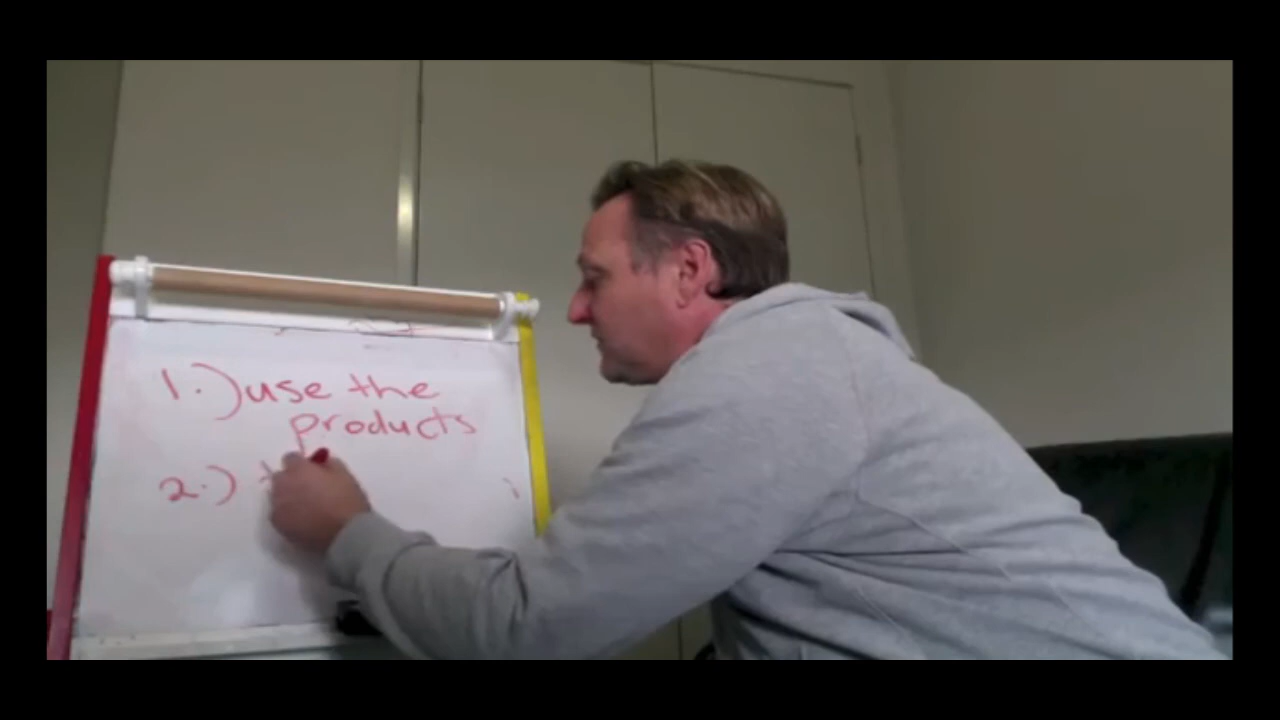 1.) use the
products
2.) t